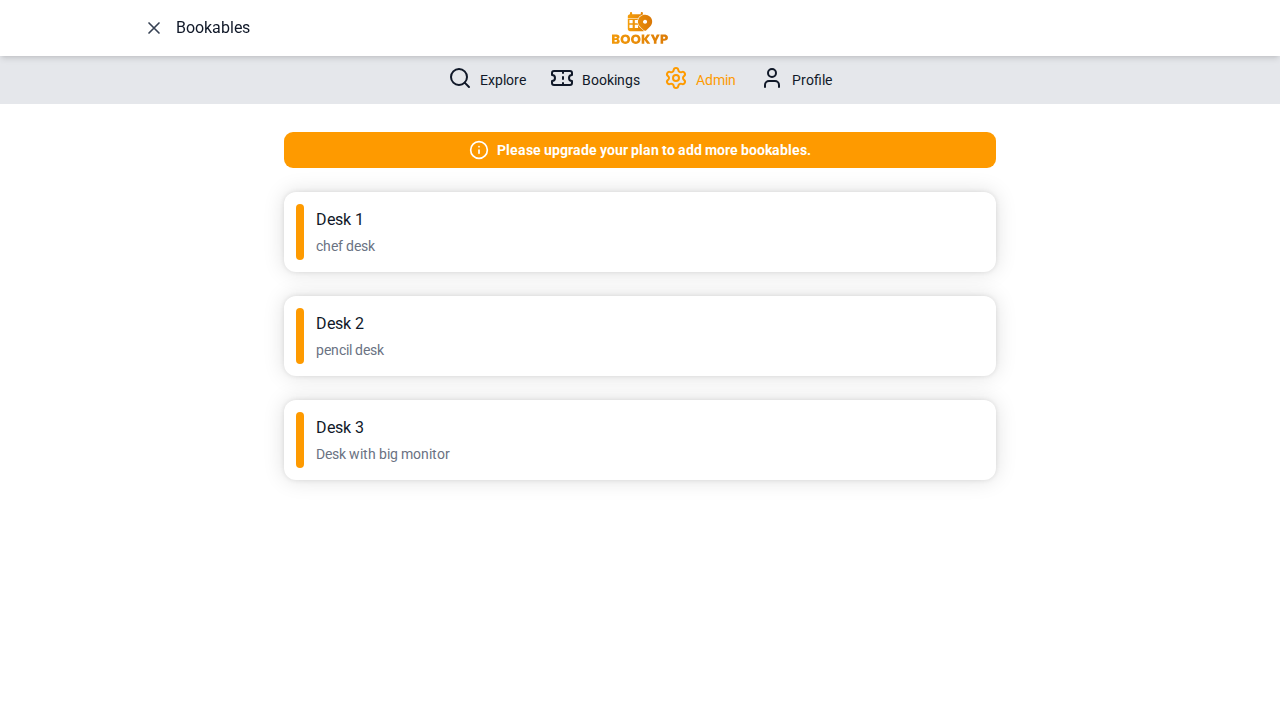 Bookables
BOOKYP
Explore
Bookings
Admin
Profile
Please upgrade your plan to add more bookables.
Desk 1
chef desk
Desk 2
pencil desk
Desk 3
Desk with big monitor